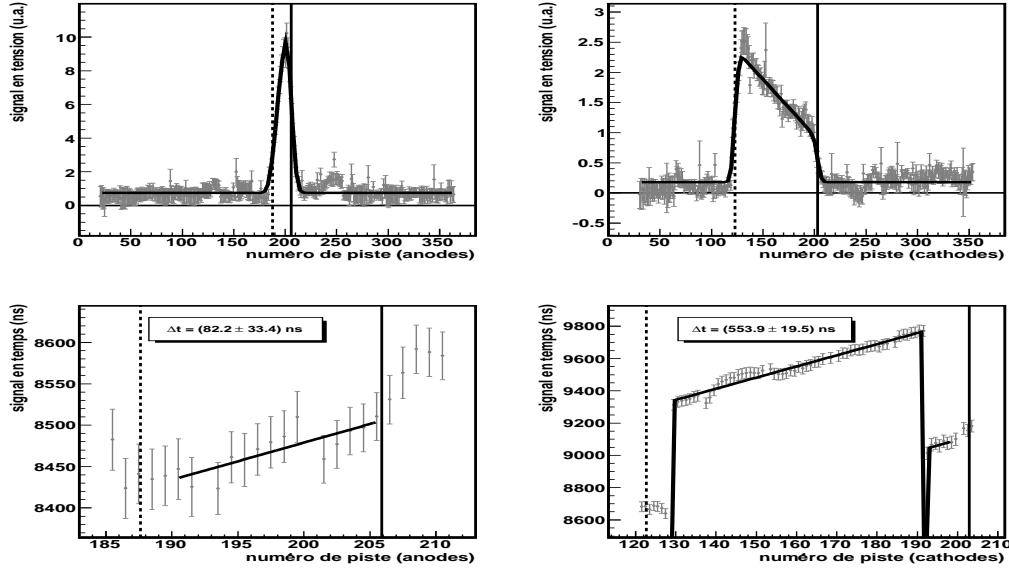 signal en tension (u.a.)
10
8
6
4
2
0
0 50 100 150 200 250 300 350
numéro de piste (anodes)
signal en tension (u.a.)
3
2.5
2
1.5
1
0.5
0
-0.5
0 50 100 150 200 250 300 350
numéro de piste (cathodes)
signal en temps (ns)
Δt = (82.2 ± 33.4) ns
8600
8550
8500
8450
8400
185 190 195 200 205 210
numéro de piste (anodes)
signal en temps (ns)
Δt = (553.9 ± 19.5) ns
9800
9600
9400
9200
9000
8800
8600
120 130 140 150 160 170 180 190 200 210
numéro de piste (cathodes)